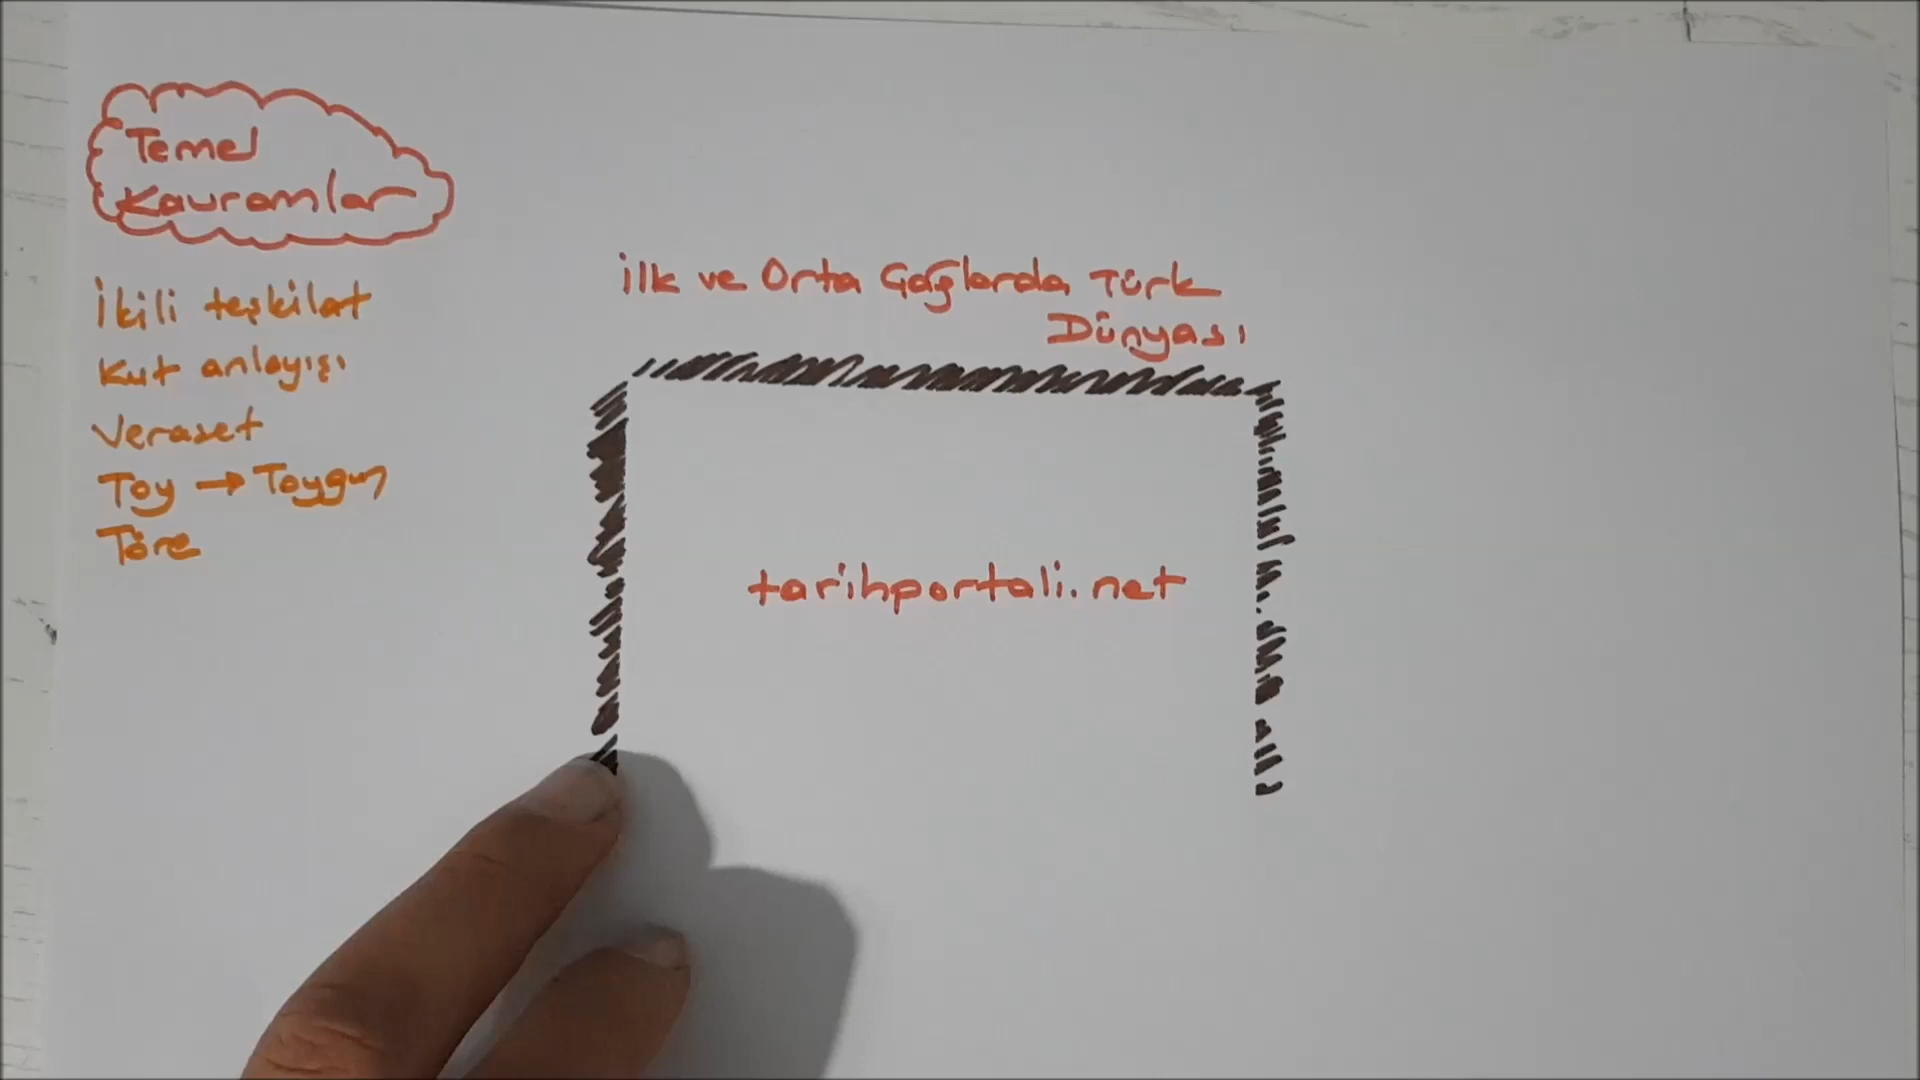 Temel
Kavramlar
İkili teşkilat
Kut anlayışı
Veraset
Toy → Toygun
Töre
İlk ve Orta Çağlarda Türk
Dünyası
tarihportali.net